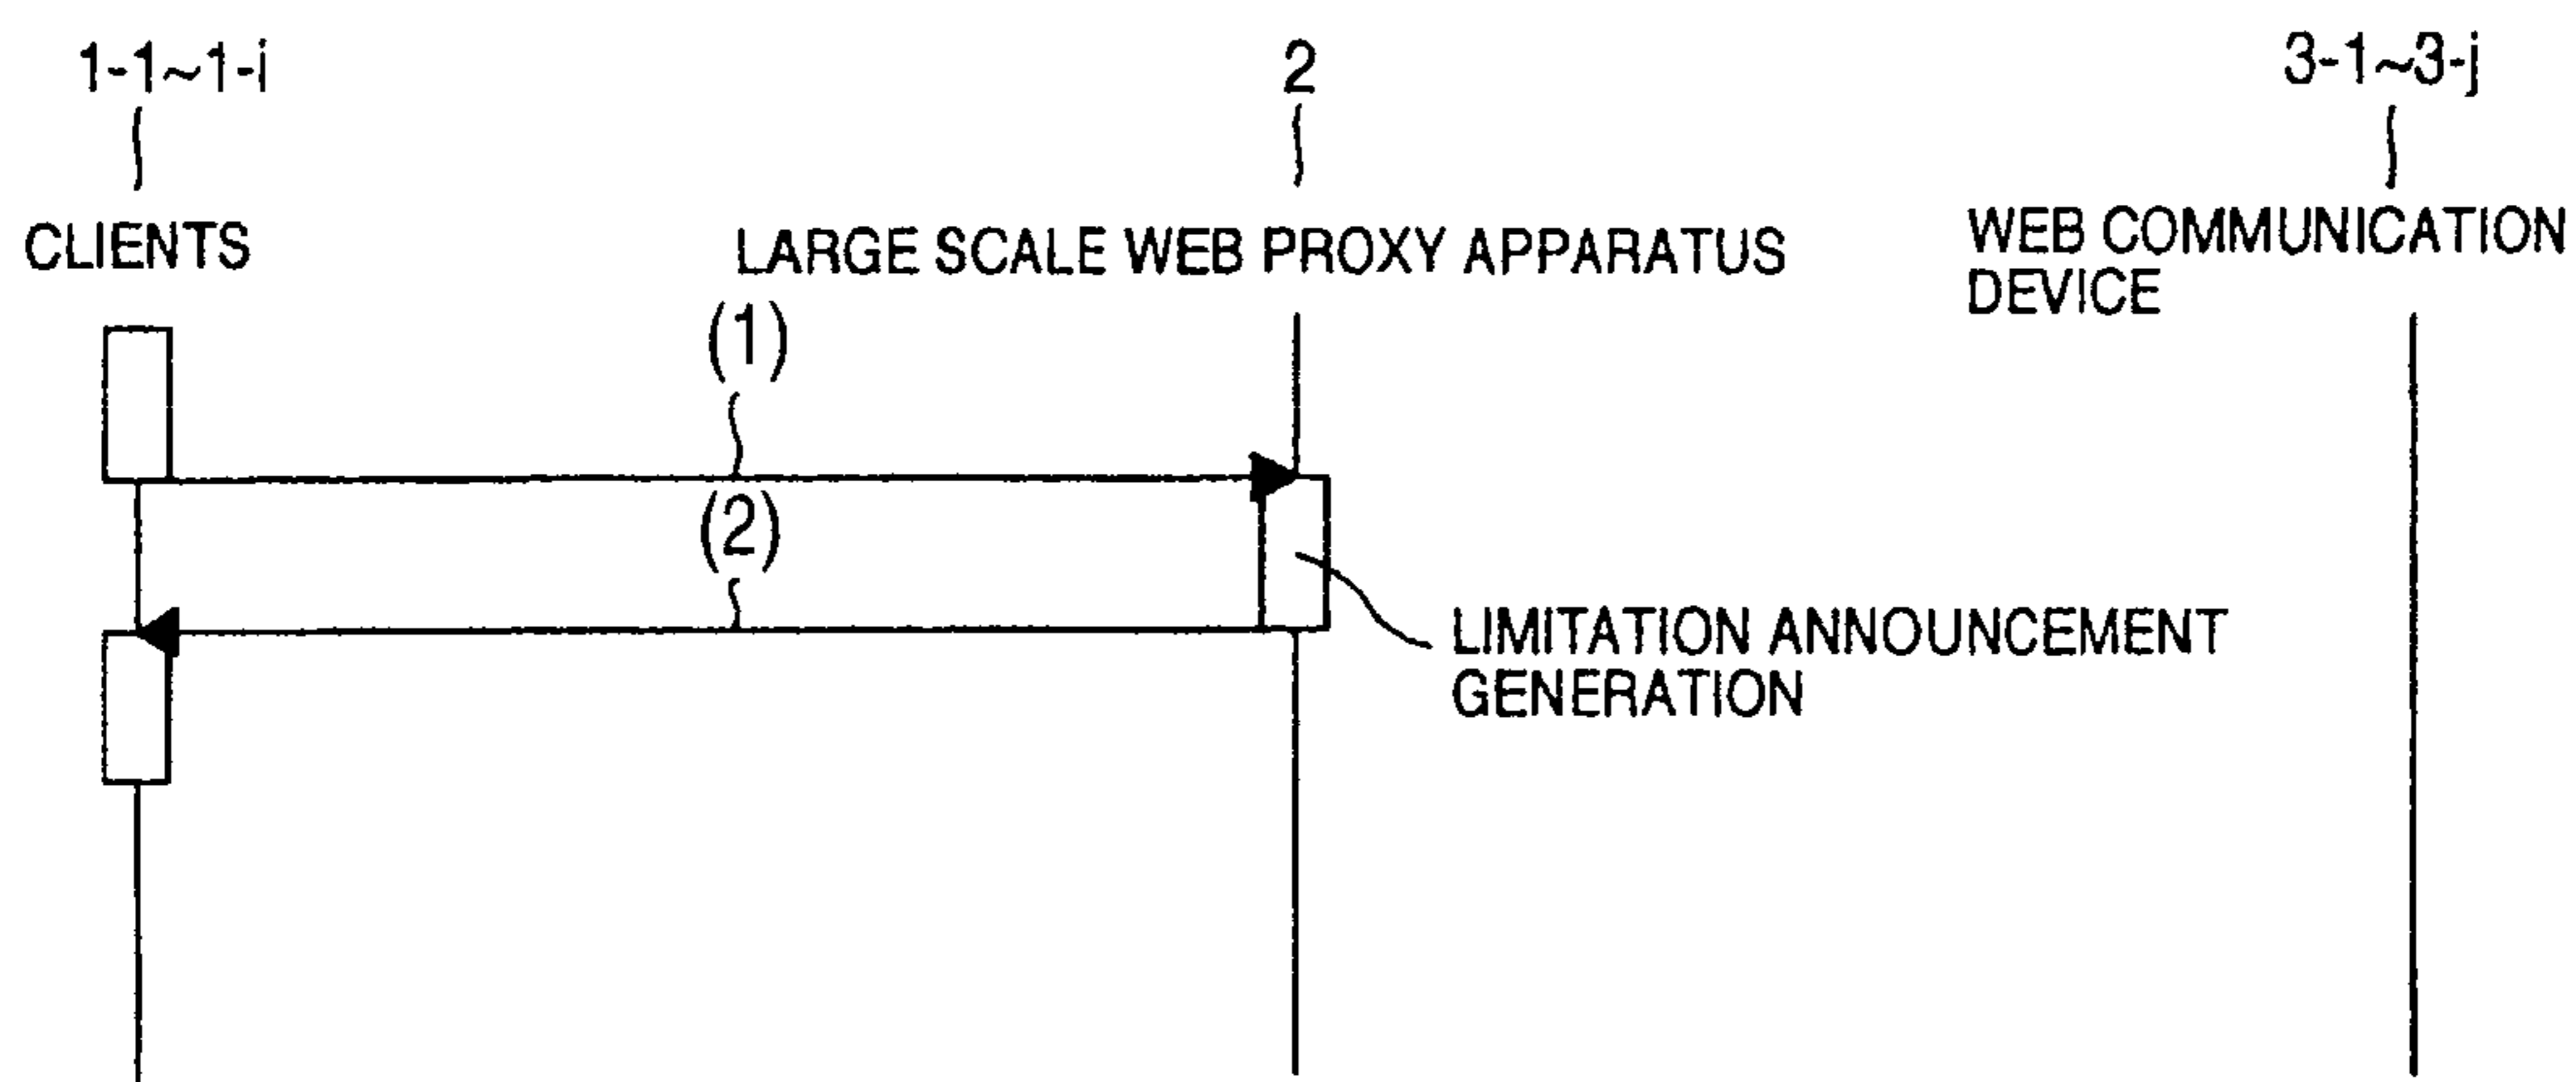 1-1~1-i
2
3-1~3-j
CLIENTS
LARGE SCALE WEB PROXY APPARATUS
WEB COMMUNICATION
DEVICE
(1)
(2)
LIMITATION ANNOUNCEMENT
GENERATION